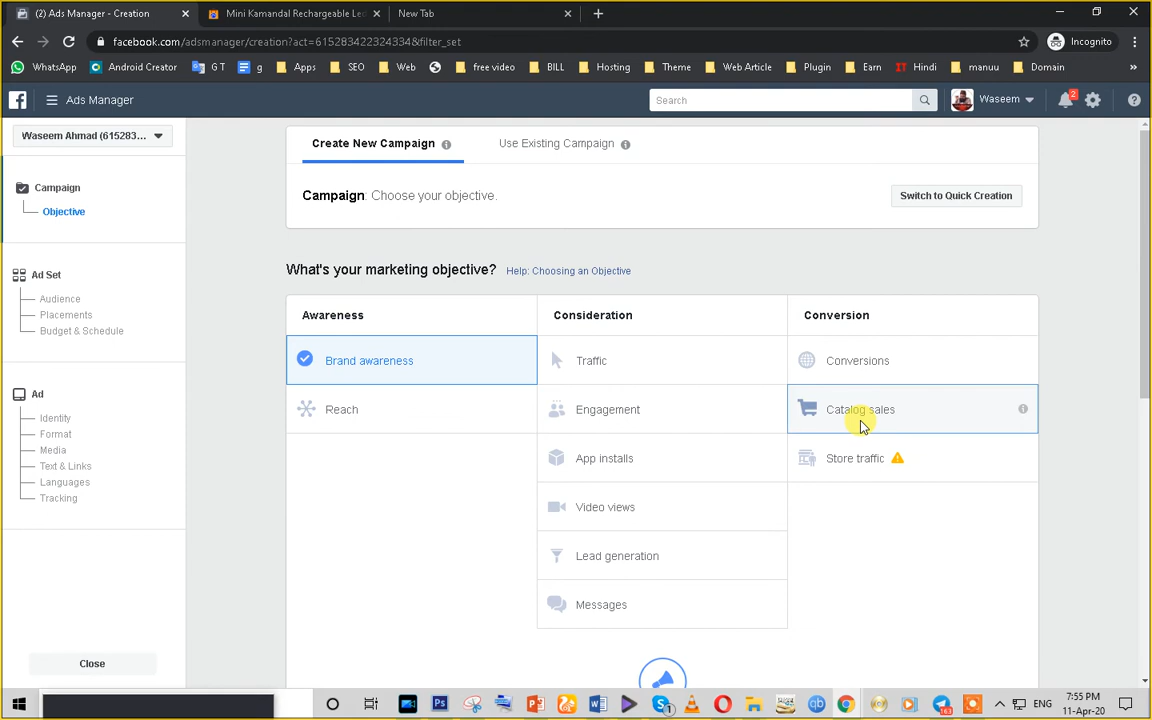 (2) Ads Manager - Creation
Mini Kamandal Rechargeable Led
New Tab
facebook.com/adsmanager/creation?act=615283422324334&filter_set
Incognito
WhatsApp
Android Creator
G T
g
Apps
SEO
Web
free video
BILL
Hosting
Theme
Web Article
Plugin
Earn
Hindi
manuu
Domain
Ads Manager
Search
Waseem
2
Waseem Ahmad (615283...
Create New Campaign
Use Existing Campaign
Campaign
Objective
Campaign: Choose your objective.
Switch to Quick Creation
Ad Set
Audience
Placements
Budget & Schedule
What's your marketing objective? Help: Choosing an Objective
Awareness
Consideration
Conversion
Brand awareness
Traffic
Conversions
Reach
Engagement
Catalog sales
App installs
Store traffic
Video views
Lead generation
Messages
Ad
Identity
Format
Media
Text & Links
Languages
Tracking
Close
ENG
7:55 PM
11-Apr-20